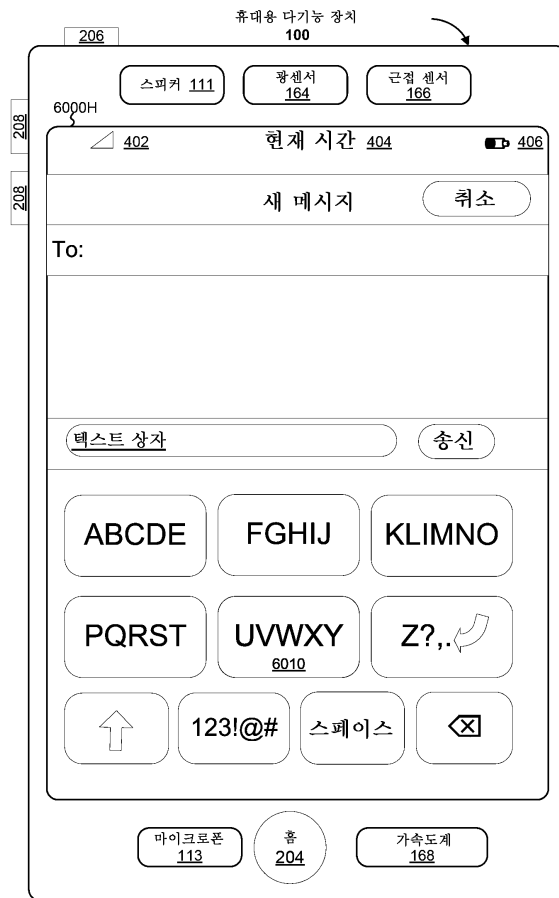 휴대용 다기능 장치
100
206
스피커 111
광센서
164
근접 센서
166
6000H
208
208
402
현재 시간 404
406
새 메시지
취소
To:
텍스트 상자
송신
ABCDE
FGHIJ
KLIMNO
PQRST
UVWXY
6010
Z?,.
123!@#
스페이스
마이크로폰
113
홈
204
가속도계
168